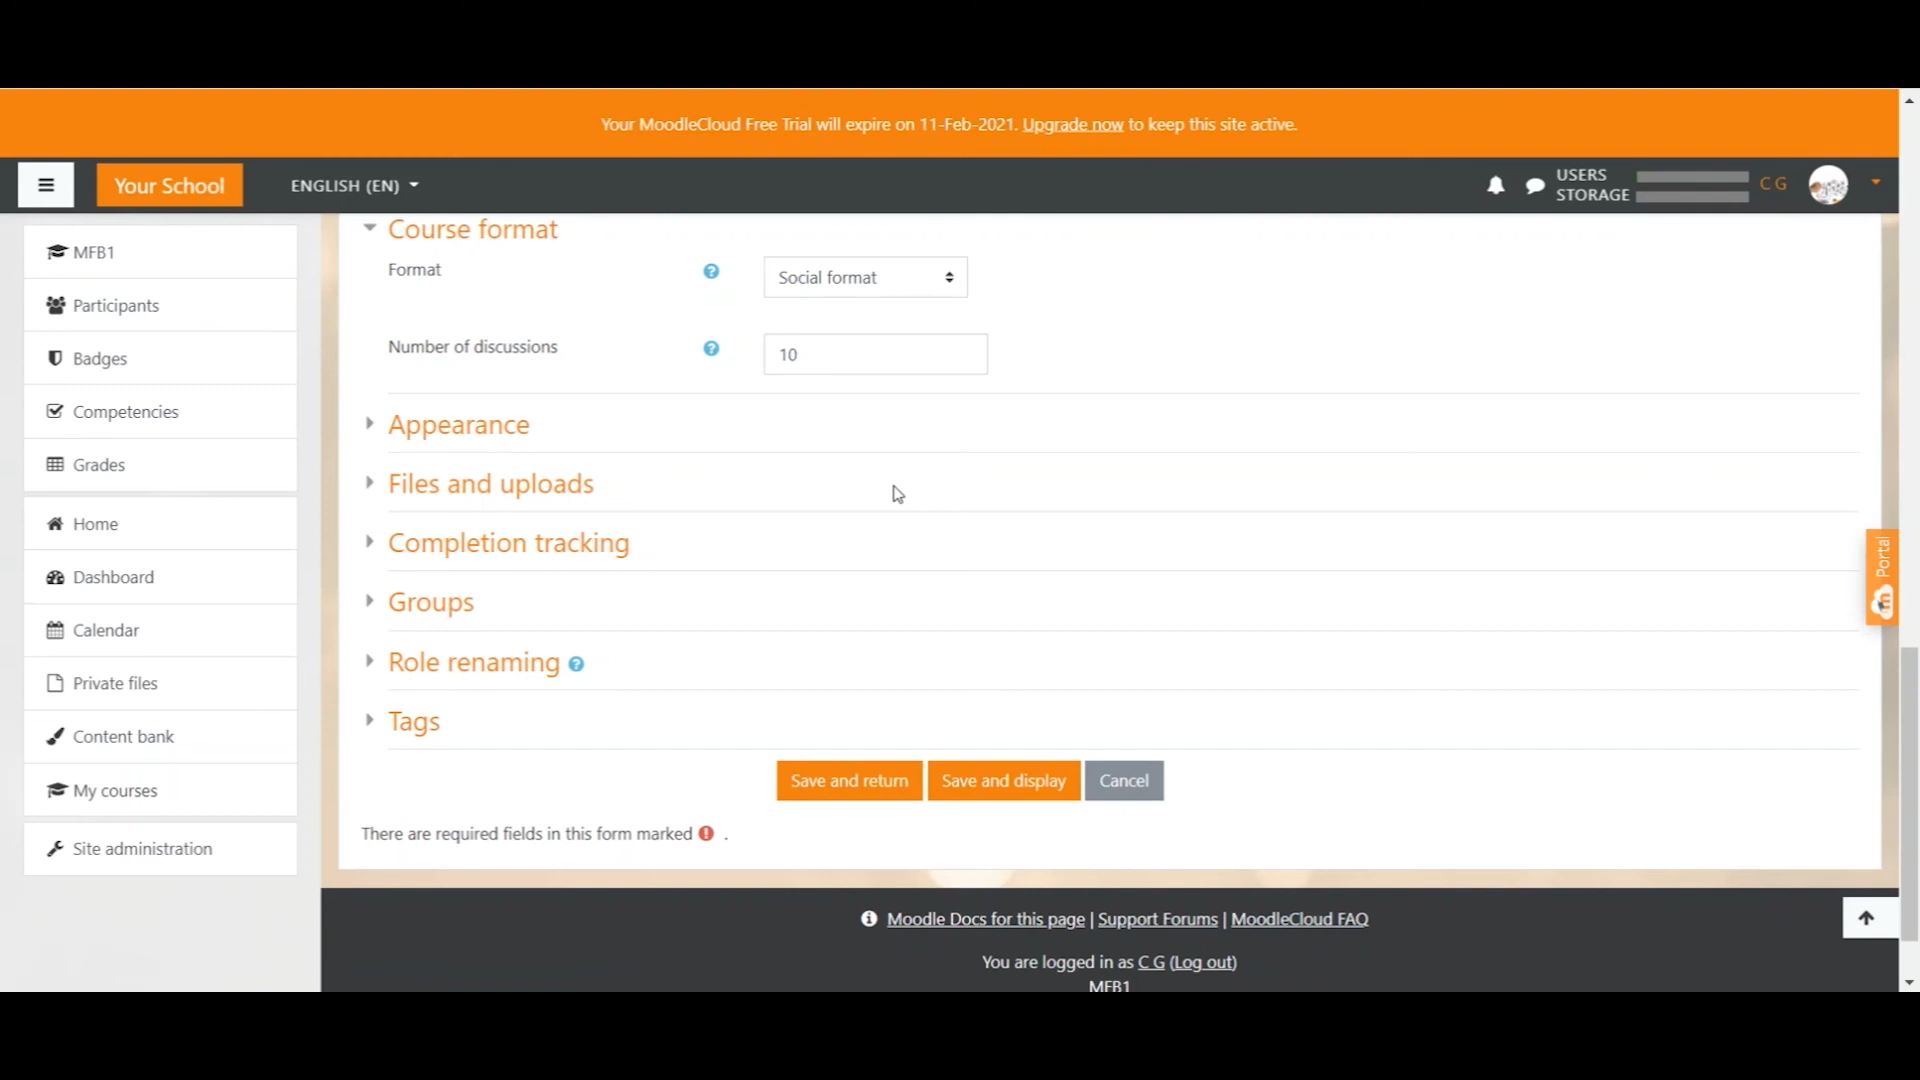 Your MoodleCloud Free Trial will expire on 11-Feb-2021. Upgrade now to keep this site active.
Your School
ENGLISH (EN)
USERS
STORAGE
C G
MFB1
Participants
Badges
Competencies
Grades
Home
Dashboard
Calendar
Private files
Content bank
My courses
Site administration
Course format
Format
Social format
Number of discussions
10
Appearance
Files and uploads
Completion tracking
Groups
Role renaming
Tags
Save and return
Save and display
Cancel
There are required fields in this form marked .
Portal
Moodle Docs for this page | Support Forums | MoodleCloud FAQ
You are logged in as C G (Log out)
MFB1